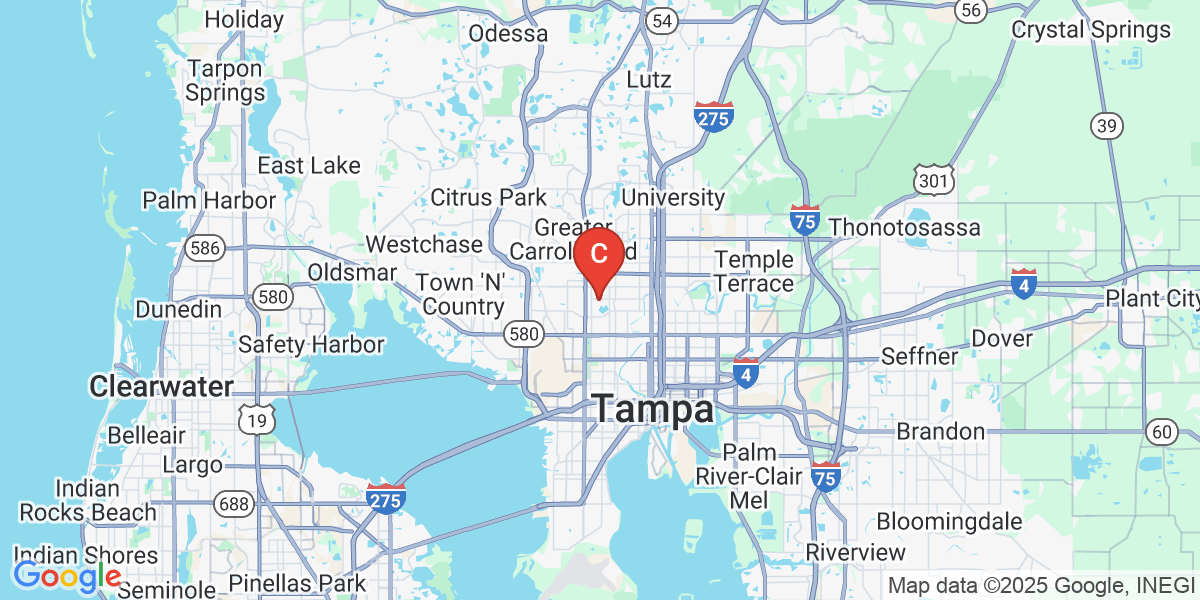 Holiday
54
56
Odessa
Crystal Springs
Lutz
Tarpon
Springs
275
39
East Lake
301
Palm Harbor
Citrus Park
University
75
Greater
Thonotosassa
586
Westchase
C
Temple
Terrace
Oldsmar
Town 'N'
Country
4
580
Dunedin
Plant City
580
Safety Harbor
Dover
Seffner
Clearwater
4
19
Tampa
Belleair
Brandon
60
Largo
Palm
River-Clair
Mel
75
Indian
Rocks Beach
688
275
Bloomingdale
Indian Shores
Riverview
Google
Seminole
Pinellas Park
Map data ©2025 Google, INEGI